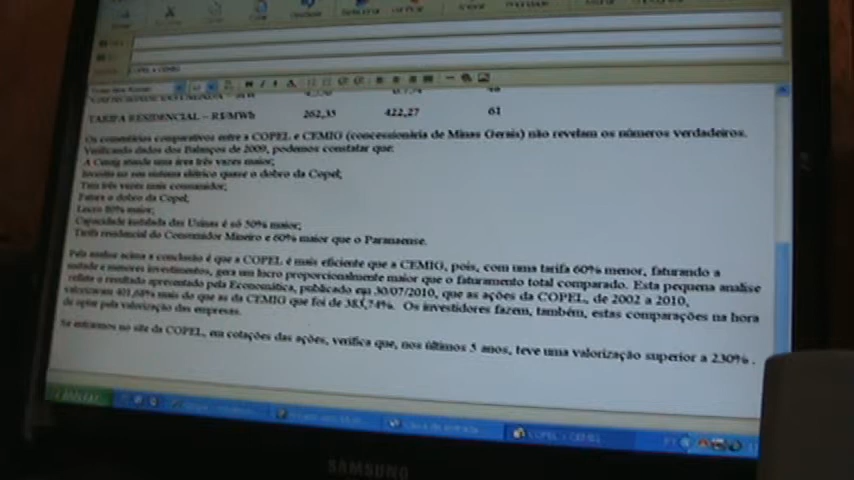 COPEL x CEMIG
TARIFA RESIDENCIAL – R$/MWh 262,35 422,27 61
Os comentários comparativos entre a COPEL e CEMIG (concessionária de Minas Gerais) não revelam os números verdadeiros.
Verificando dados dos Balanços de 2009, podemos constatar que:
A Cemig atende uma área três vezes maior;
Investe no seu sistema elétrico quase o dobro da Copel;
Tem três vezes mais consumidor;
Fatura o dobro da Copel;
Lucro 80% maior;
Capacidade instalada das Usinas é só 50% maior;
Tarifa residencial do Consumidor Mineiro é 60% maior que o Paranaense.
Pela analise acima a conclusão é que a COPEL é mais eficiente que a CEMIG, pois, com uma tarifa 60% menor, faturando a
metade e menores investimentos, gera um lucro proporcionalmente maior que o faturamento total comparado. Esta pequena analise
reflete o resultado apresentado pela Economática, publicado em 30/07/2010, que as ações da COPEL, de 2002 a 2010,
valorizaram 401,68% mais do que as da CEMIG que foi de 383,74%. Os investidores fazem, também, estas comparações na hora
de optar pela valorização das empresas.
Se entrarmos no site da COPEL, em cotações das ações, verifica que, nos últimos 5 anos, teve uma valorização superior a 230% .
COPEL x CEMIG
SAMSUNG